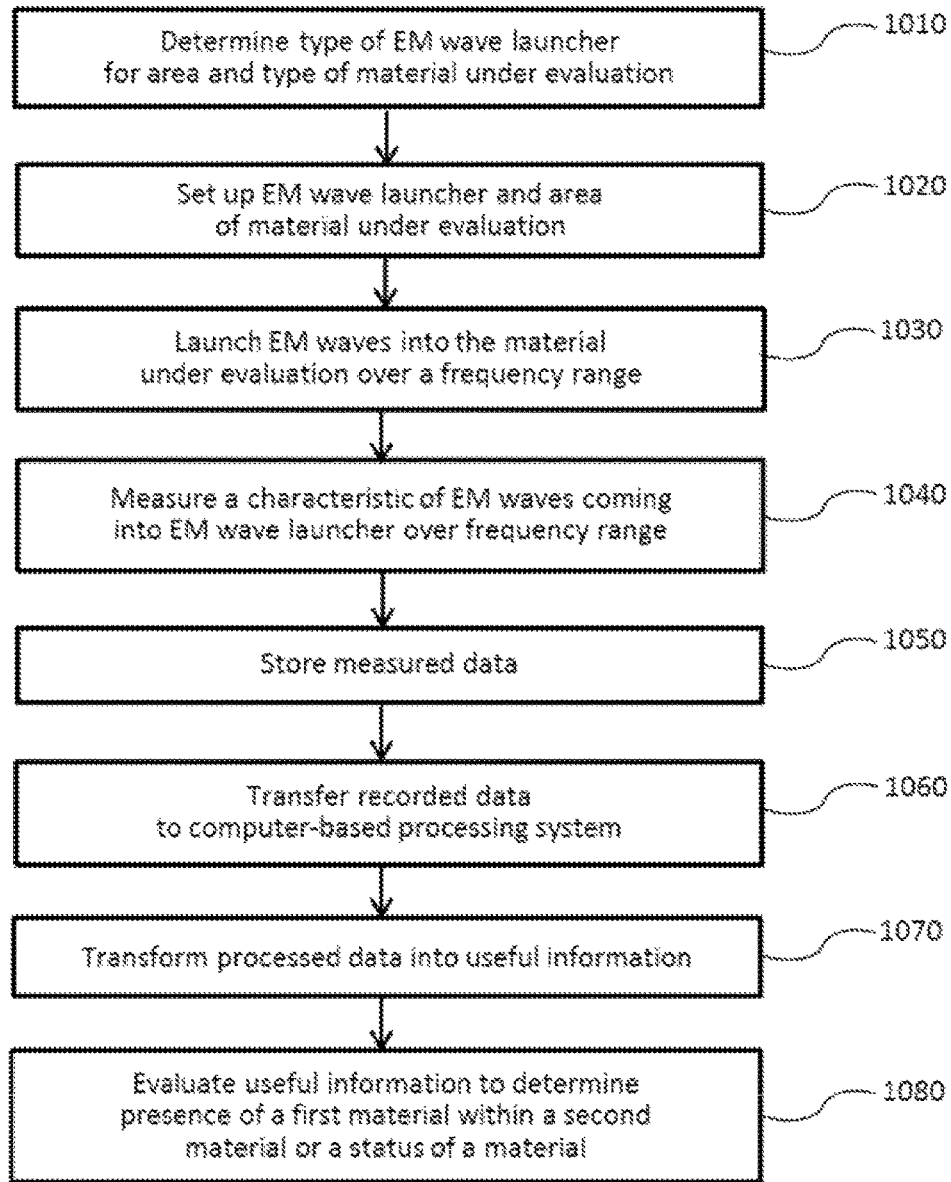 Determine type of EM wave launcher
for area and type of material under evaluation
1010
Set up EM wave launcher and area
of material under evaluation
1020
Launch EM waves into the material
under evaluation over a frequency range
1030
Measure a characteristic of EM waves coming
into EM wave launcher over frequency range
1040
Store measured data
1050
Transfer recorded data
to computer-based processing system
1060
Transform processed data into useful information
1070
Evaluate useful information to determine
presence of a first material within a second
material or a status of a material
1080